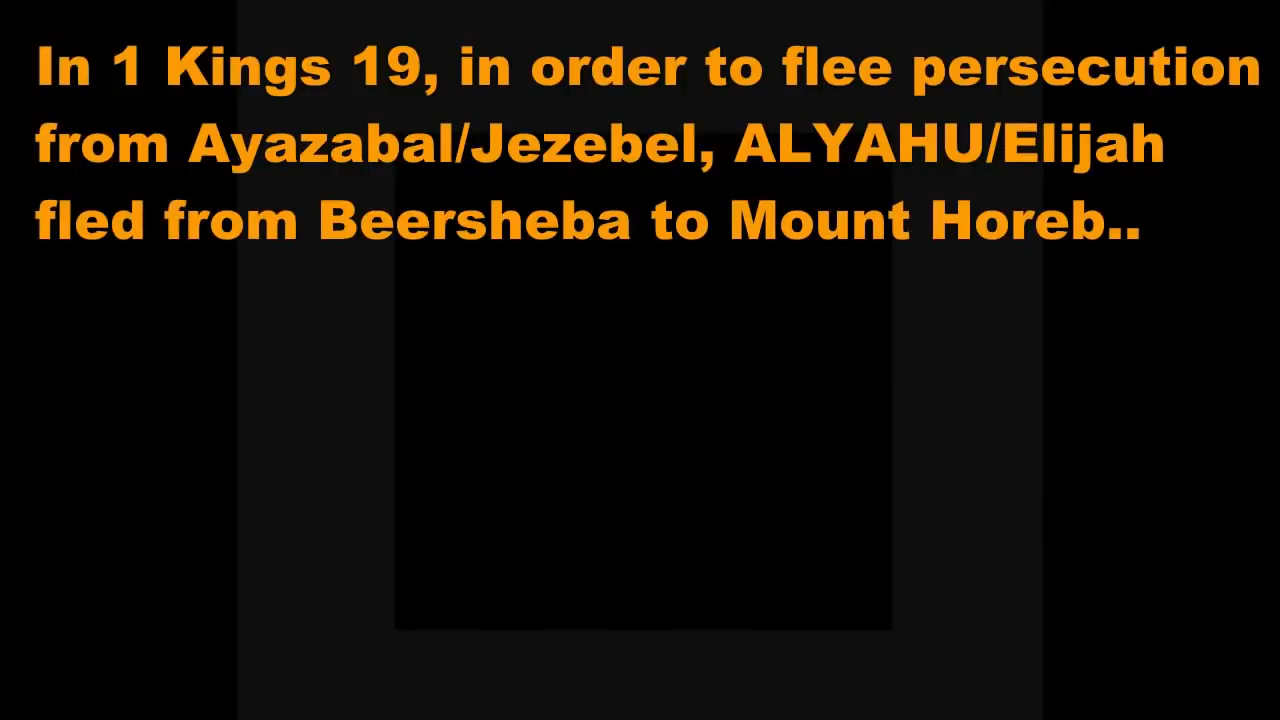 In 1 Kings 19, in order to flee persecution
from Ayazabal/Jezebel, ALYAHU/Elijah
fled from Beersheba to Mount Horeb..